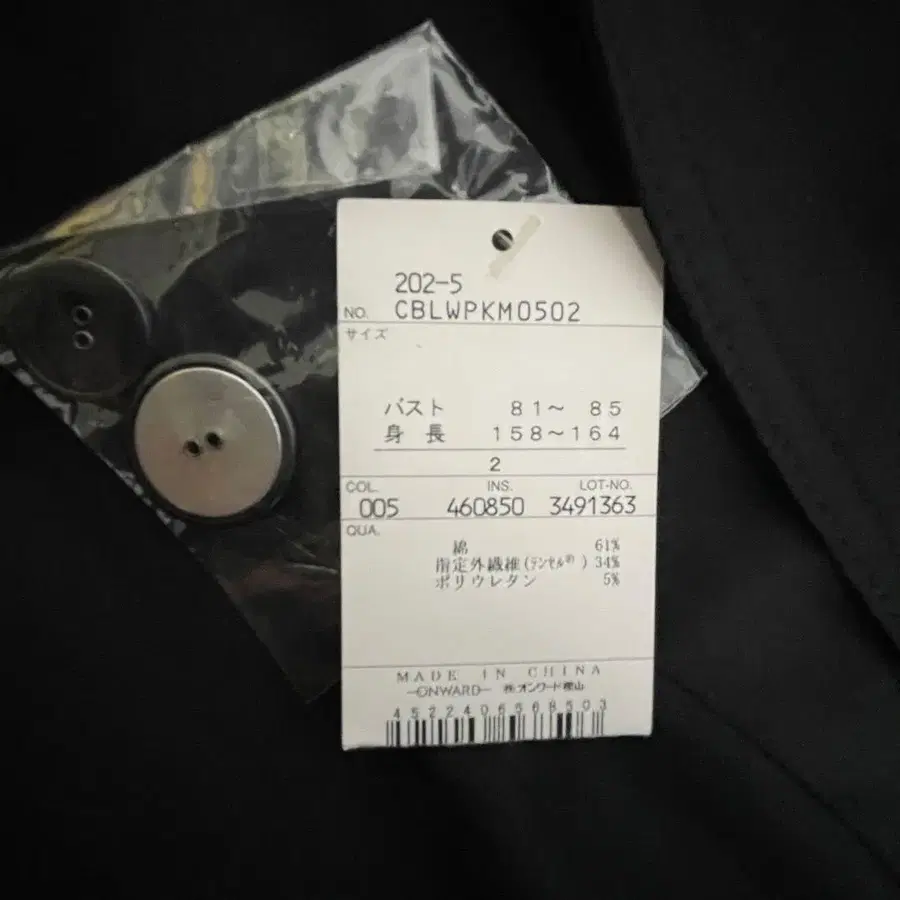 202-5
NO. CBLWPKM0502
サイズ
バスト 81～ 85
身 長 158～164
2
COL. INS. LOT-NO.
005 460850 3491363
QUA.
綿 61%
指定外繊維(ﾃﾝｾﾙ®) 34%
ポリウレタン 5%
MADE IN CHINA
ONWARD ㈱オンワード樫山
4522406568503